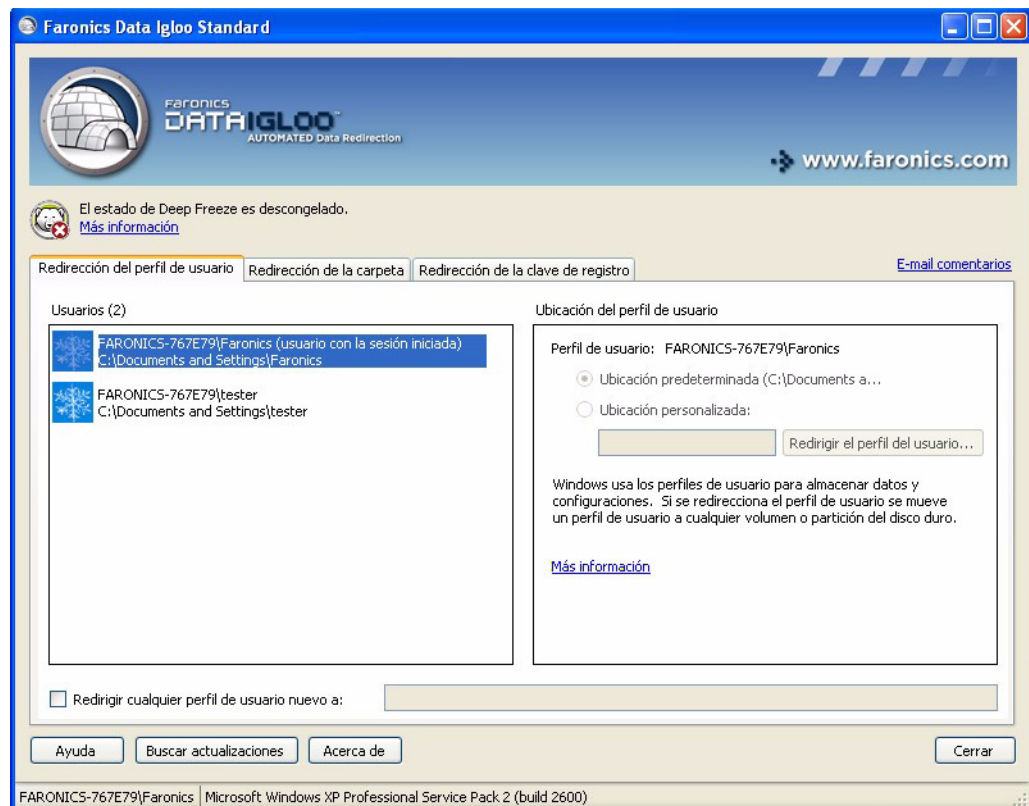 Faronics Data Igloo Standard
Faronics
DATA IGLOO™
AUTOMATED Data Redirection
www.faronics.com
El estado de Deep Freeze es descongelado.
Más información
Redirección del perfil de usuario
Redirección de la carpeta
Redirección de la clave de registro
E-mail comentarios
Usuarios (2)
FARONICS-767E79\Faronics (usuario con la sesión iniciada)
C:\Documents and Settings\Faronics
FARONICS-767E79\tester
C:\Documents and Settings\tester
Ubicación del perfil de usuario
Perfil de usuario: FARONICS-767E79\Faronics
Ubicación predeterminada (C:\Documents a...
Ubicación personalizada:
Redirigir el perfil del usuario...
Windows usa los perfiles de usuario para almacenar datos y
configuraciones. Si se redirecciona el perfil de usuario se mueve
un perfil de usuario a cualquier volumen o partición del disco duro.
Más información
Redirigir cualquier perfil de usuario nuevo a:
Ayuda
Buscar actualizaciones
Acerca de
Cerrar
FARONICS-767E79\Faronics
Microsoft Windows XP Professional Service Pack 2 (build 2600)